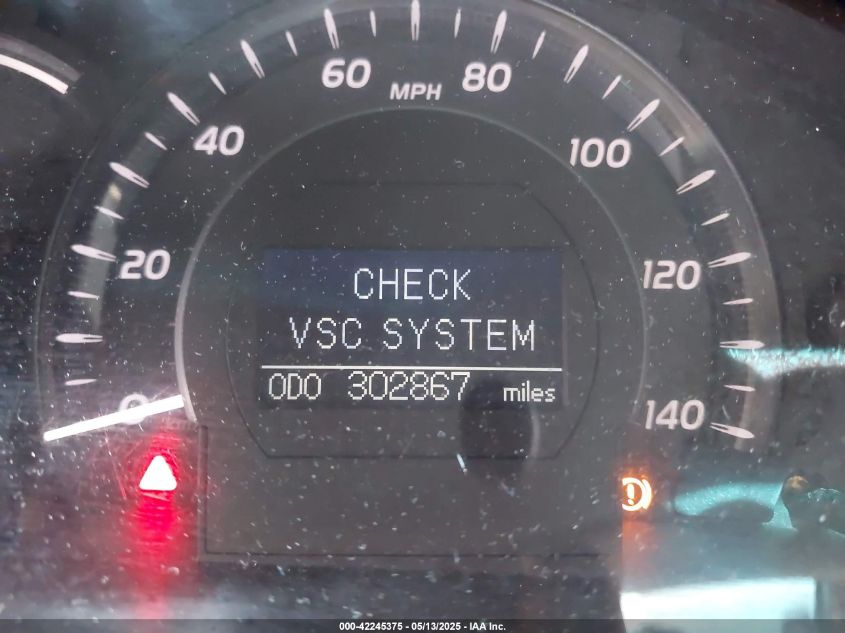 60 MPH 80
40 100
20 120
0 140
CHECK
VSC SYSTEM
ODO 302867 miles
000-42245375 - 05/13/2025 - IAA Inc.